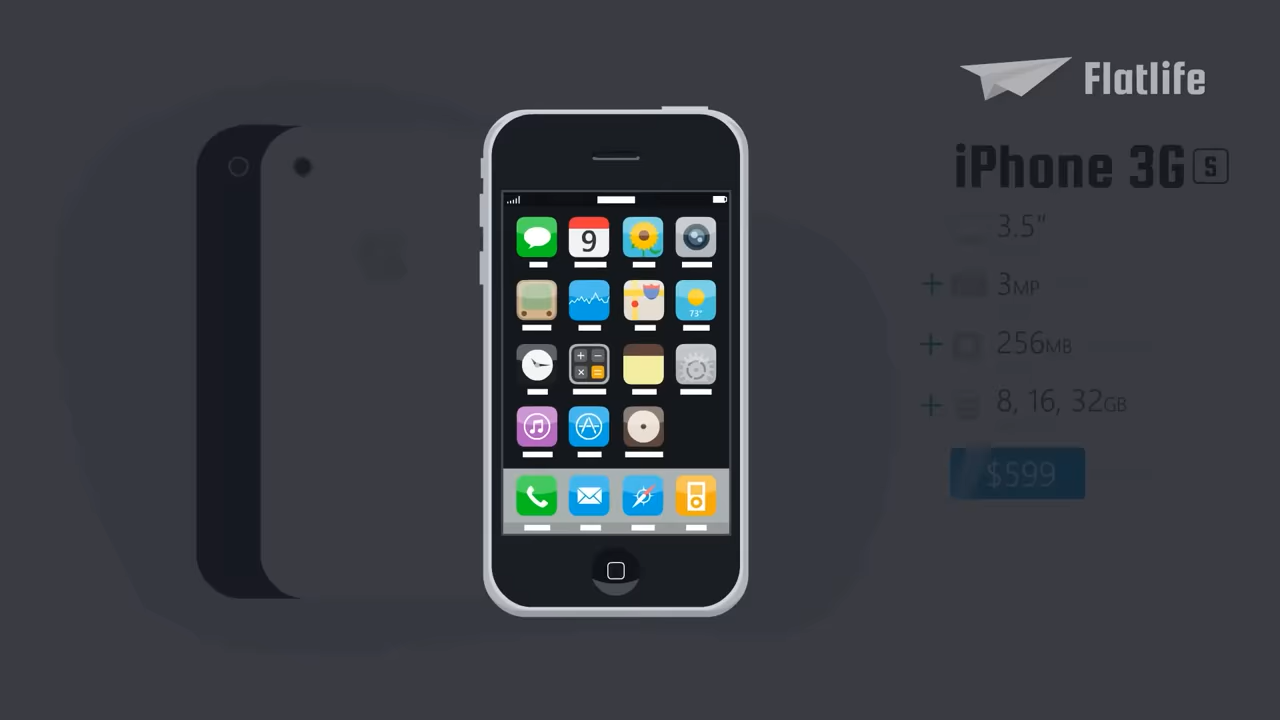 Flatlife
iPhone 3G S
3.5"
+ 3MP
+ 256MB
+ 8, 16, 32GB
$599
9
73°